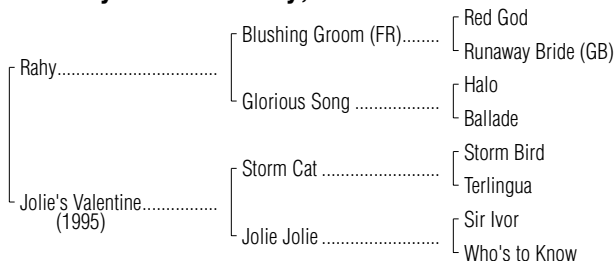 Red God
Blushing Groom (FR)........
Runaway Bride (GB)
Rahy.................................
Halo
Glorious Song .................
Ballade
Storm Bird
Storm Cat ........................
Terlingua
Jolie's Valentine................
(1995)
Sir Ivor
Jolie Jolie ........................
Who's to Know